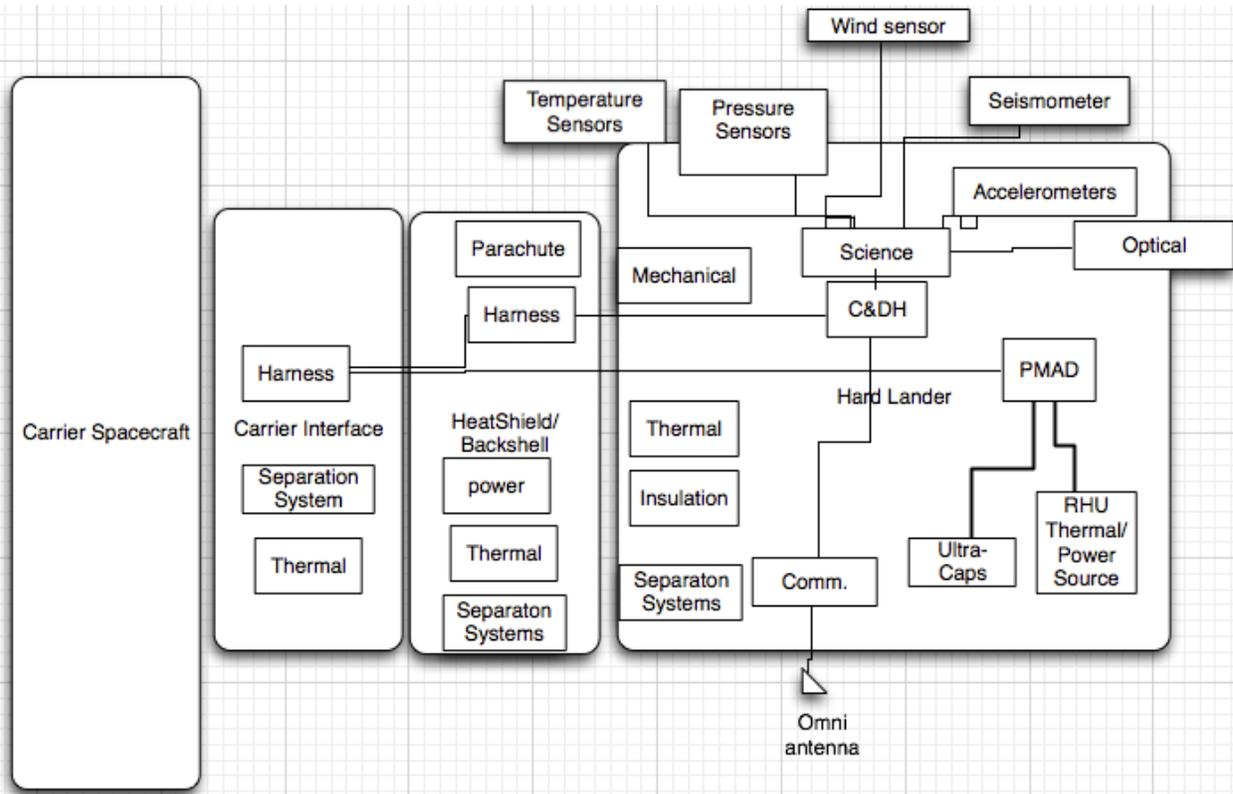 Wind sensor
Temperature
Sensors
Pressure
Sensors
Seismometer
Accelerometers
Optical
Science
C&DH
Mechanical
Parachute
Harness
Harness
PMAD
Carrier Spacecraft
Carrier Interface
HeatShield/
Backshell
Hard Lander
Thermal
Separation
System
power
Insulation
RHU
Thermal/
Power
Source
Thermal
Thermal
Ultra-
Caps
Separaton
Systems
Separaton
Systems
Comm.
Omni
antenna